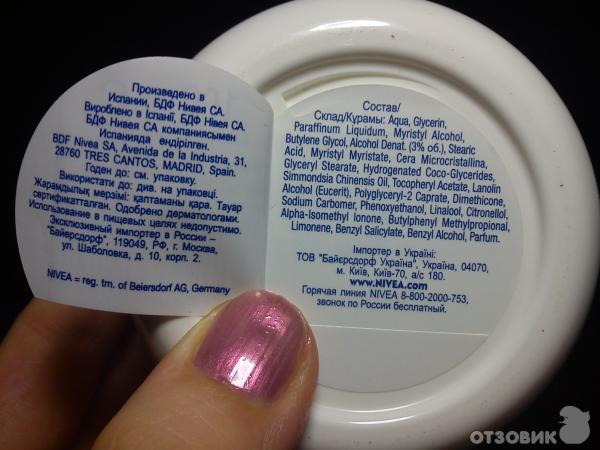 Произведено в
Испании, БДФ Нивея СА.
Вироблено в Іспанії, БДФ Нівея СА.
БДФ Нивея СА компаниясымен
Испанияда өндірілген.
BDF Nivea SA, Avenida de la Industria, 31,
28760 TRES CANTOS, MADRID, Spain.
Годен до: см. упаковку.
Використати до: див. на упаковці.
Жарамдылық мерзімі: қаптаманы қара. Тауар
сертификатталған. Одобрено дерматологами.
Использование в пищевых целях недопустимо.
Эксклюзивный импортер в России –
"Байерсдорф", 119049, РФ, г. Москва,
ул. Шаболовка, д. 10, корп. 2.
NIVEA = reg. trm. of Beiersdorf AG, Germany
Состав/
Склад/Құрамы: Aqua, Glycerin,
Paraffinum Liquidum, Myristyl Alcohol,
Butylene Glycol, Alcohol Denat. (3% об.), Stearic
Acid, Myristyl Myristate, Cera Microcristallina,
Glyceryl Stearate, Hydrogenated Coco-Glycerides,
Simmondsia Chinensis Oil, Tocopheryl Acetate, Lanolin
Alcohol (Eucerit), Polyglyceryl-2 Caprate, Dimethicone,
Sodium Carbomer, Phenoxyethanol, Linalool, Citronellol,
Alpha-Isomethyl Ionone, Butylphenyl Methylpropional,
Limonene, Benzyl Salicylate, Benzyl Alcohol, Parfum.
Імпортер в Україні:
ТОВ "Байєрсдорф Україна", Україна, 04070,
м. Київ, Київ-70, а/с 180.
www.NIVEA.com
Горячая линия NIVEA 8-800-2000-753,
звонок по России бесплатный.
ОТЗОВИК